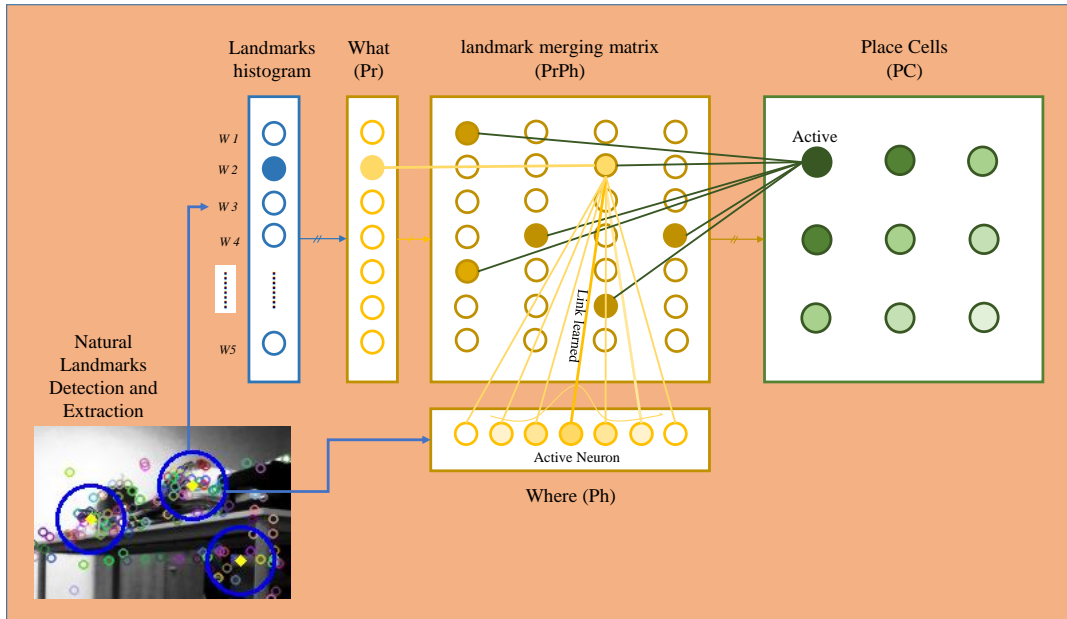 Landmarks
histogram
What
(Pr)
landmark merging matrix
(PrPh)
Place Cells
(PC)
W 1
W 2
W 3
W 4
W5
Active
Link learned
Natural
Landmarks
Detection and
Extraction
Active Neuron
Where (Ph)